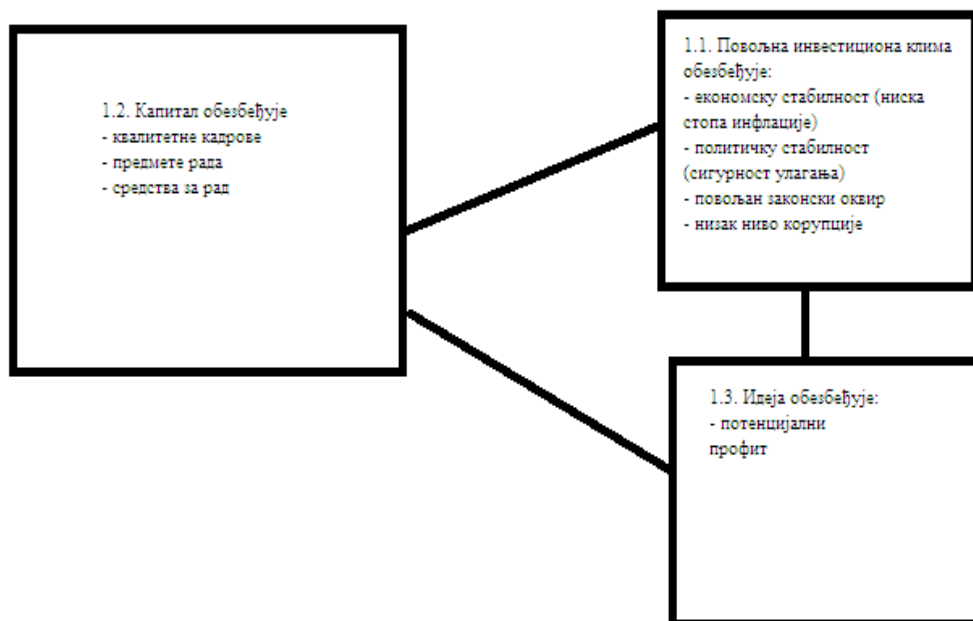 1.2. Капитал обезбеђује
- квалитетне кадрове
- предмете рада
- средства за рад
1.1. Повољна инвестициона клима
обезбеђује:
- економску стабилност (ниска
стопа инфлације)
- политичку стабилност
(сигурност улагања)
- повољан законски оквир
- низак ниво корупције
1.3. Идеја обезбеђује:
- потенцијални
профит